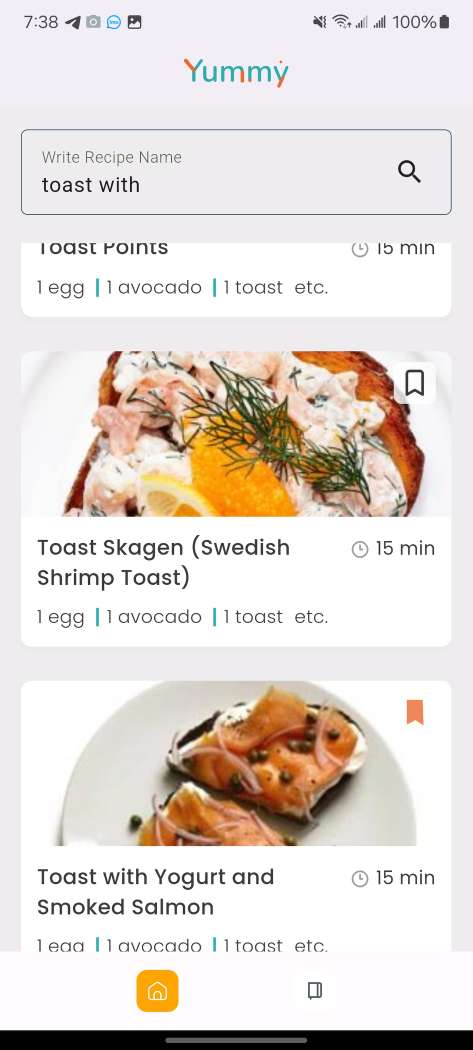 7:38 100%
Yummy
Write Recipe Name
toast with
Toast Points 15 min
1 egg 1 avocado 1 toast etc.
Toast Skagen (Swedish 15 min
Shrimp Toast)
1 egg 1 avocado 1 toast etc.
Toast with Yogurt and 15 min
Smoked Salmon
1 egg 1 avocado 1 toast etc.